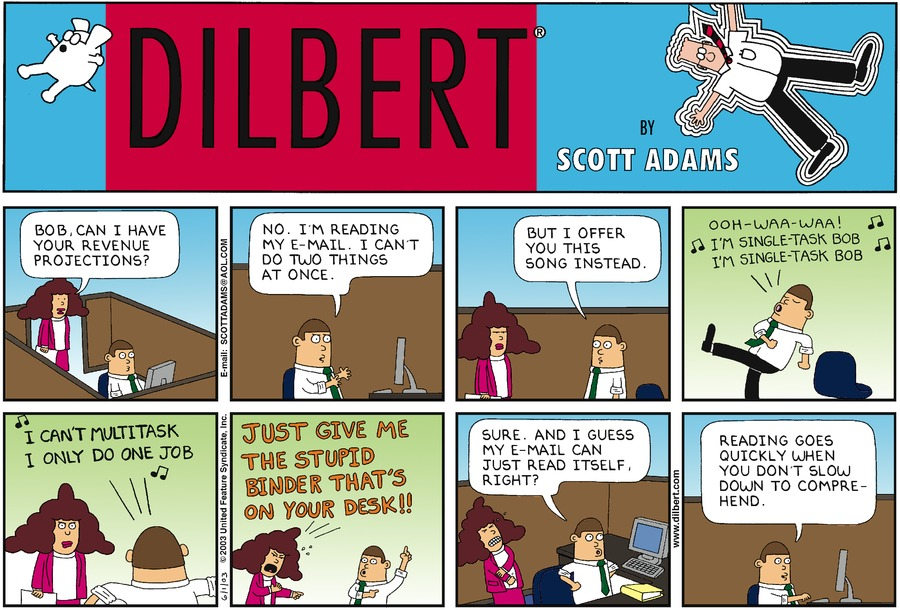 DILBERT®
BY
SCOTT ADAMS
BOB, CAN I HAVE
YOUR REVENUE
PROJECTIONS?
E-mail: SCOTTADAMS@AOL.COM
NO. I'M READING
MY E-MAIL. I CAN'T
DO TWO THINGS
AT ONCE.
BUT I OFFER
YOU THIS
SONG INSTEAD.
OOH-WAA-WAA!
I'M SINGLE-TASK BOB
I'M SINGLE-TASK BOB
I CAN'T MULTITASK
I ONLY DO ONE JOB
6/1/03 © 2003 United Feature Syndicate, Inc.
JUST GIVE ME
THE STUPID
BINDER THAT'S
ON YOUR DESK!!
SURE. AND I GUESS
MY E-MAIL CAN
JUST READ ITSELF,
RIGHT?
www.dilbert.com
READING GOES
QUICKLY WHEN
YOU DON'T SLOW
DOWN TO COMPRE-
HEND.